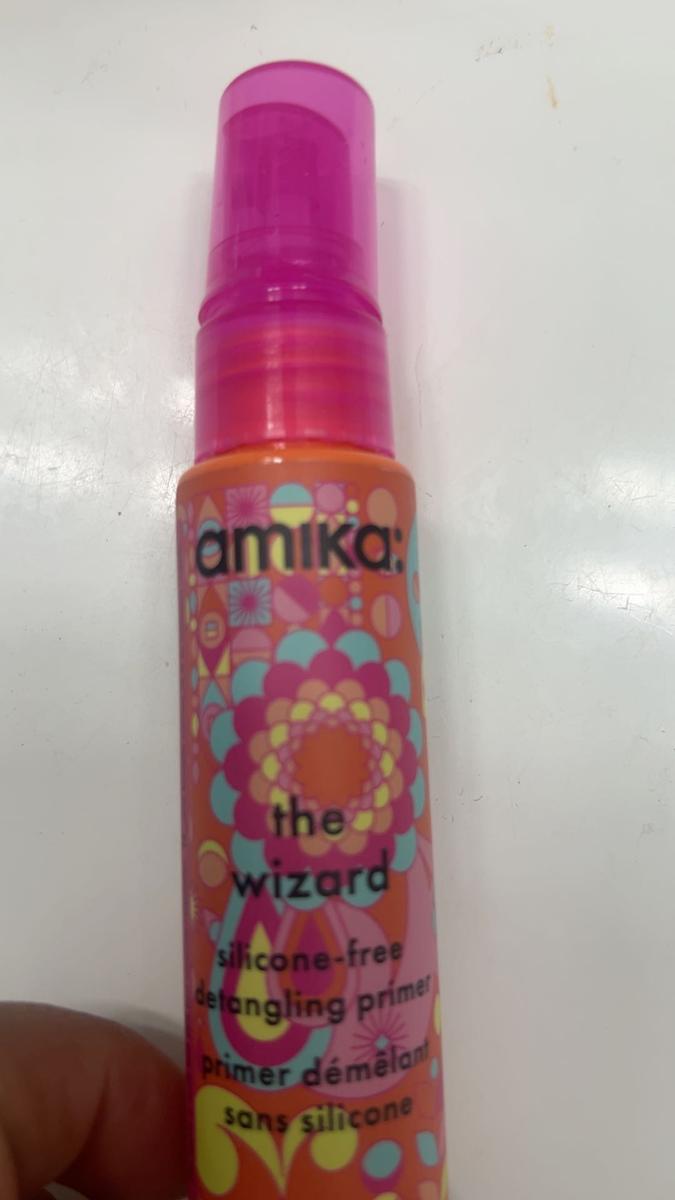 amika:
the
wizard
silicone-free
detangling primer
primer démêlant
sans silicone